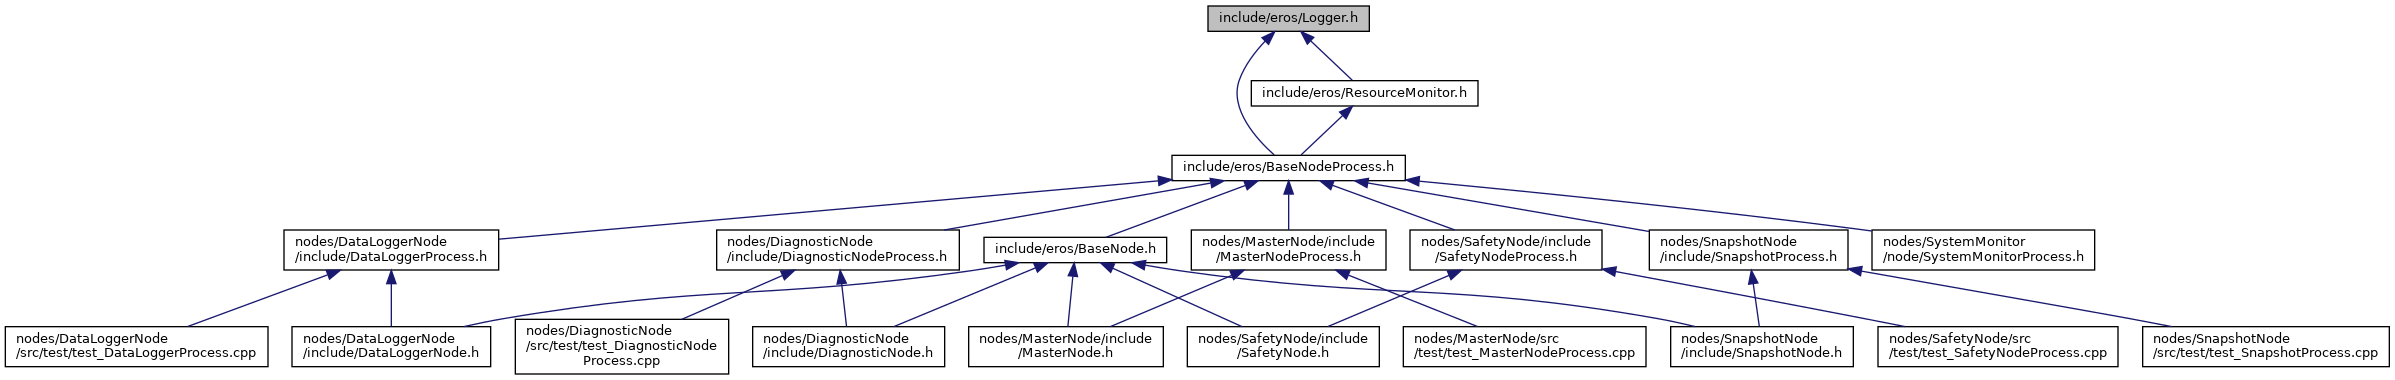 include/eros/Logger.h
include/eros/ResourceMonitor.h
include/eros/BaseNodeProcess.h
nodes/DataLoggerNode
/include/DataLoggerProcess.h
nodes/DiagnosticNode
/include/DiagnosticNodeProcess.h
include/eros/BaseNode.h
nodes/MasterNode/include
/MasterNodeProcess.h
nodes/SafetyNode/include
/SafetyNodeProcess.h
nodes/SnapshotNode
/include/SnapshotProcess.h
nodes/SystemMonitor
/node/SystemMonitorProcess.h
nodes/DataLoggerNode
/src/test/test_DataLoggerProcess.cpp
nodes/DataLoggerNode
/include/DataLoggerNode.h
nodes/DiagnosticNode
/src/test/test_DiagnosticNode
Process.cpp
nodes/DiagnosticNode
/include/DiagnosticNode.h
nodes/MasterNode/include
/MasterNode.h
nodes/SafetyNode/include
/SafetyNode.h
nodes/MasterNode/src
/test/test_MasterNodeProcess.cpp
nodes/SnapshotNode
/include/SnapshotNode.h
nodes/SafetyNode/src
/test/test_SafetyNodeProcess.cpp
nodes/SnapshotNode
/src/test/test_SnapshotProcess.cpp